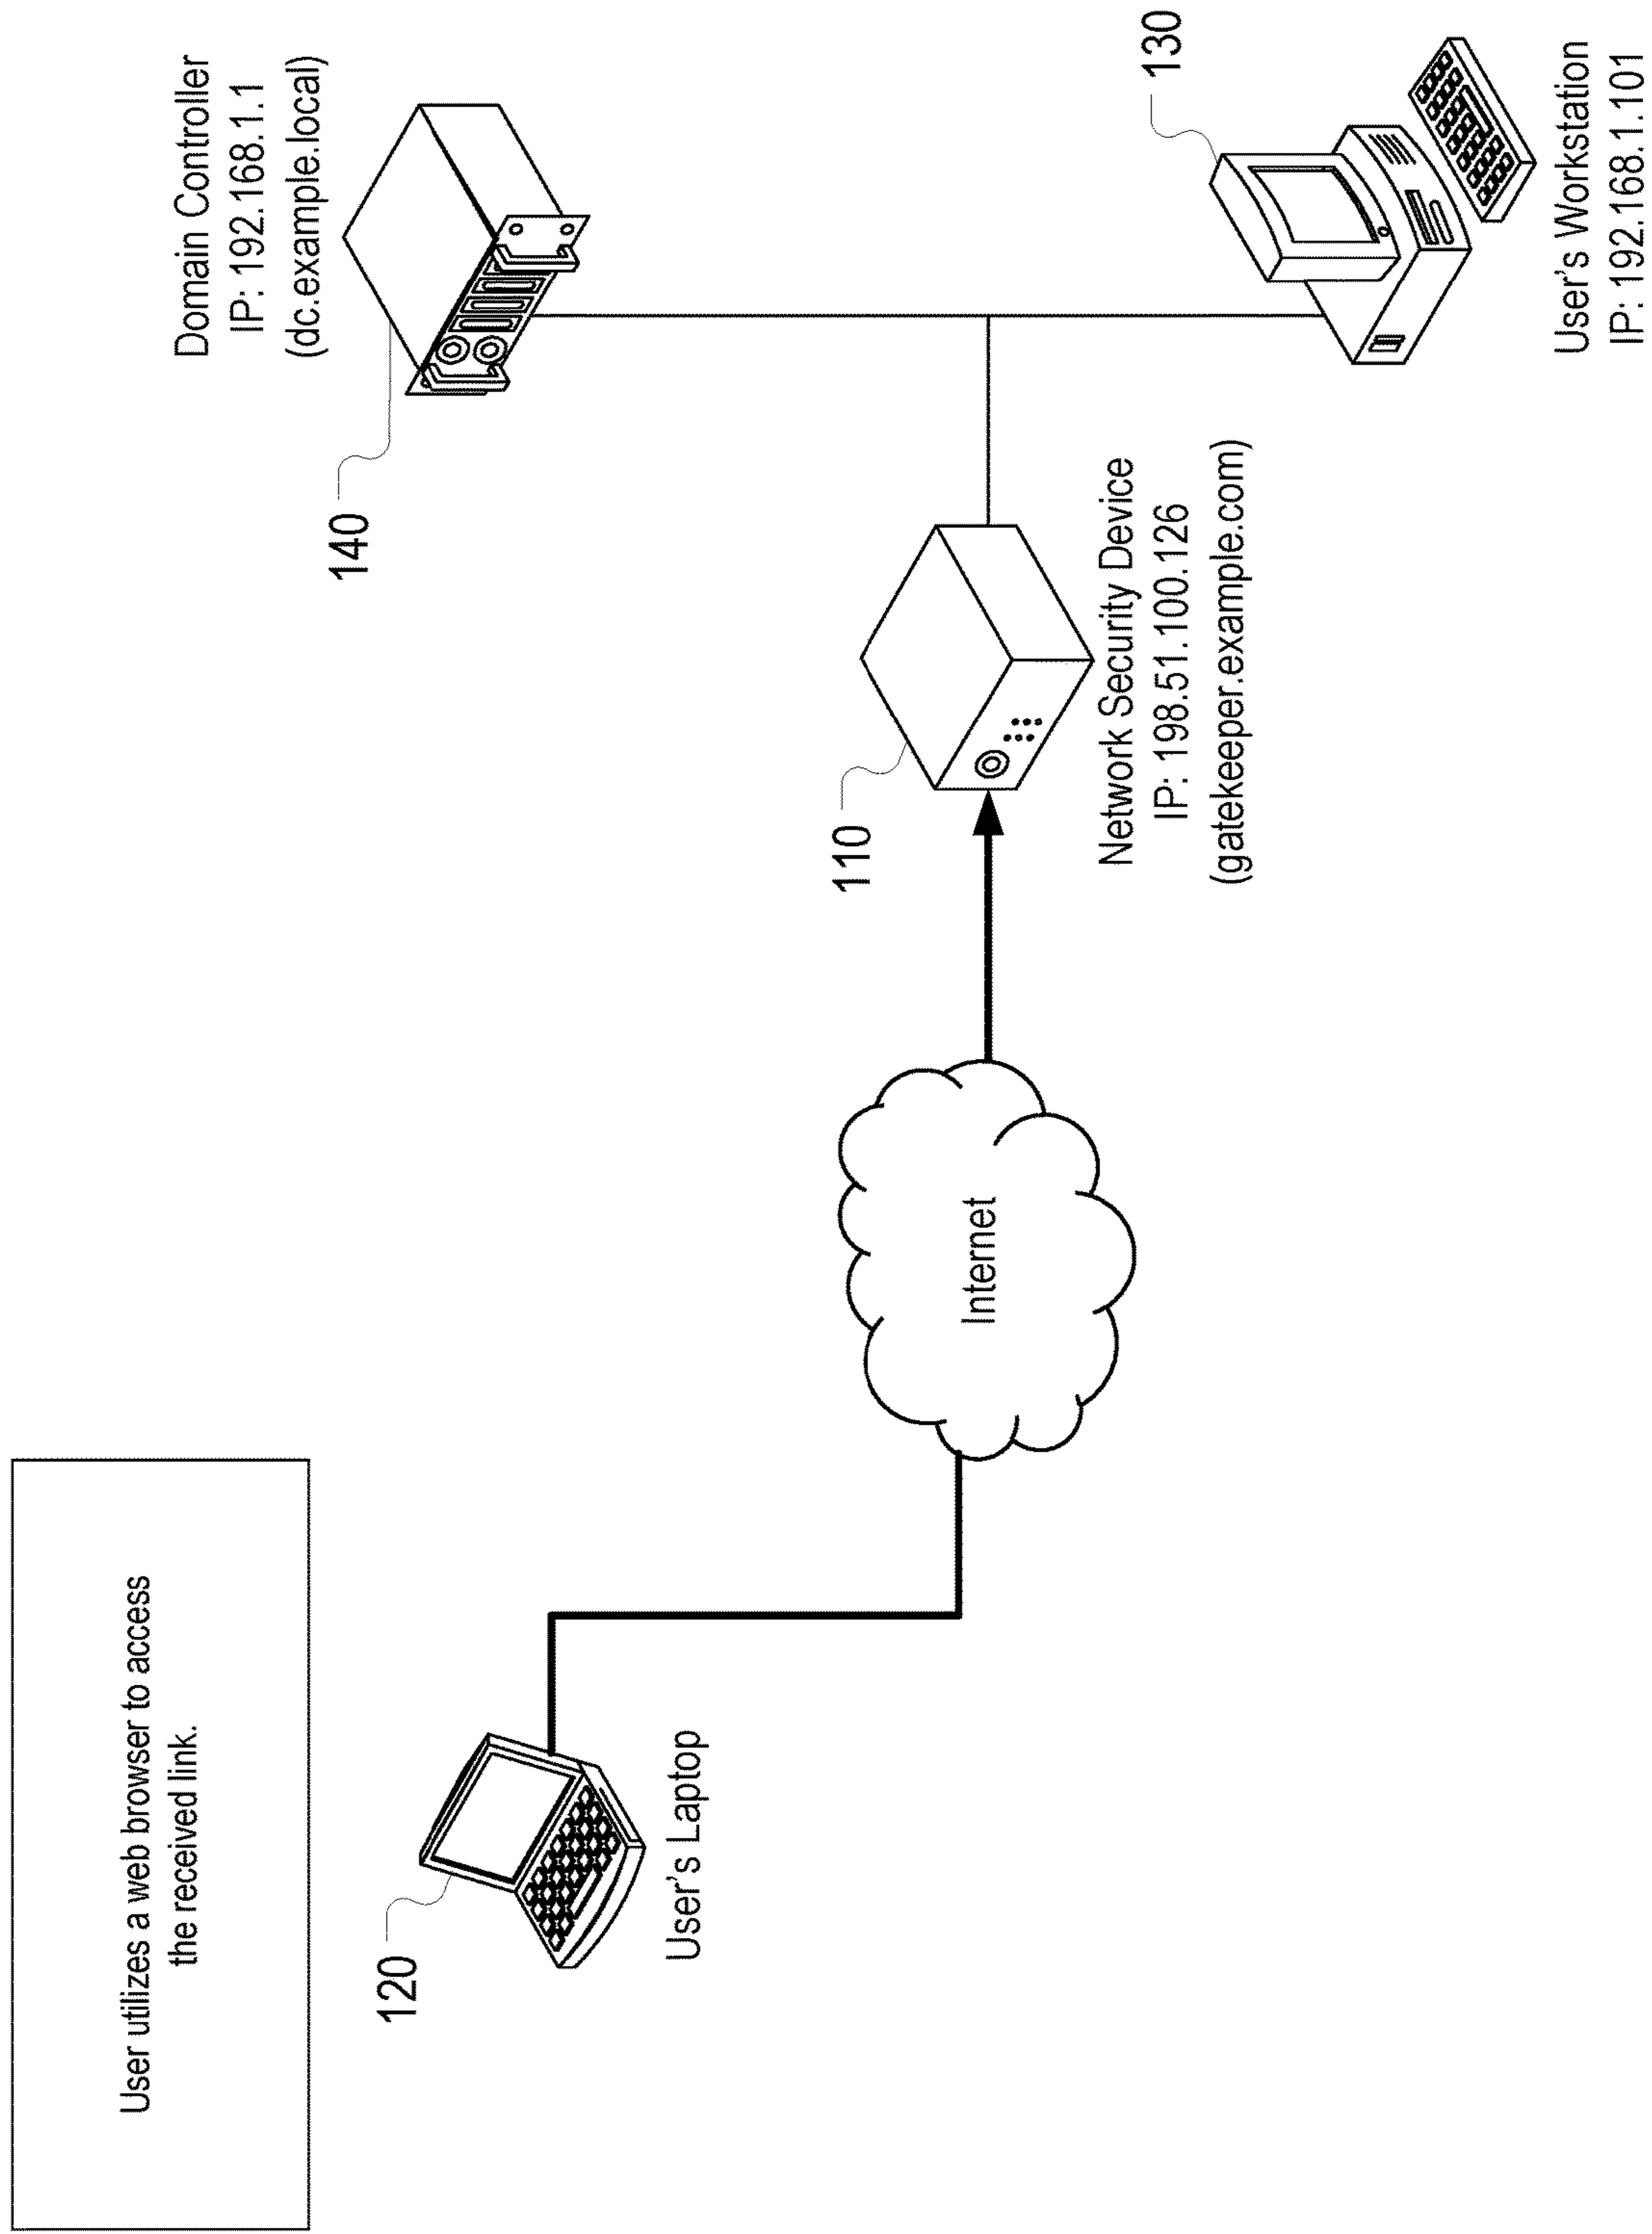 User utilizes a web browser to access
the received link.
120
User's Laptop
Internet
110
Network Security Device
IP: 198.51.100.126
(gatekeeper.example.com)
140
Domain Controller
IP: 192.168.1.1
(dc.example.local)
130
User's Workstation
IP: 192.168.1.101